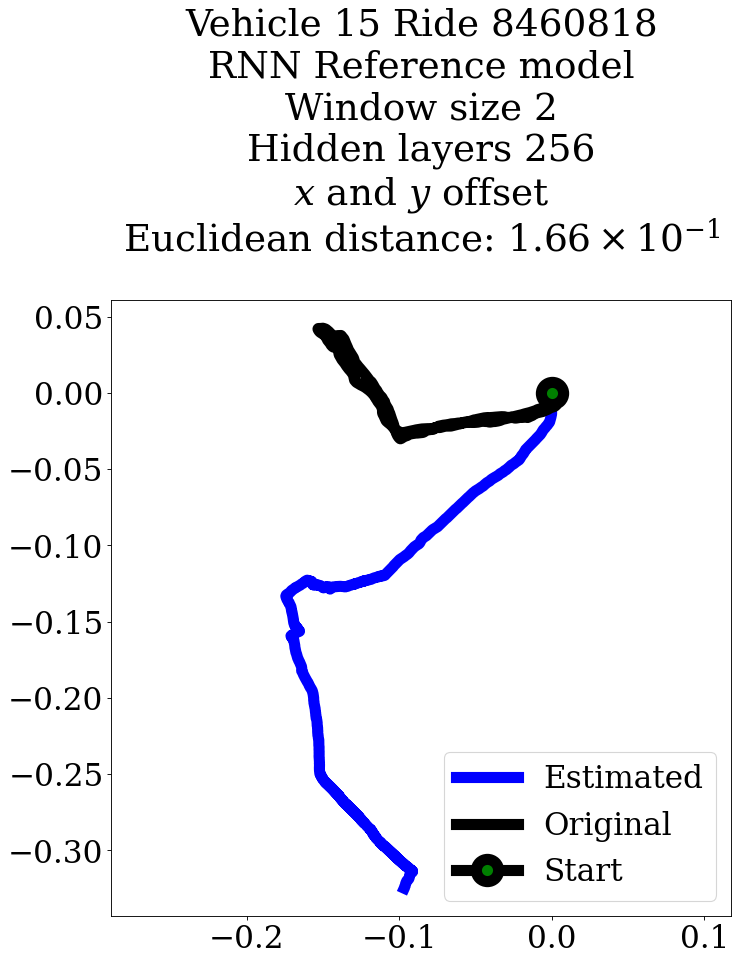 Vehicle 15 Ride 8460818
RNN Reference model
Window size 2
Hidden layers 256
x and y offset
Euclidean distance: 1.66 × 10⁻¹
0.05
0.00
−0.05
−0.10
−0.15
−0.20
−0.25
−0.30
Estimated
Original
Start
−0.2 −0.1 0.0 0.1